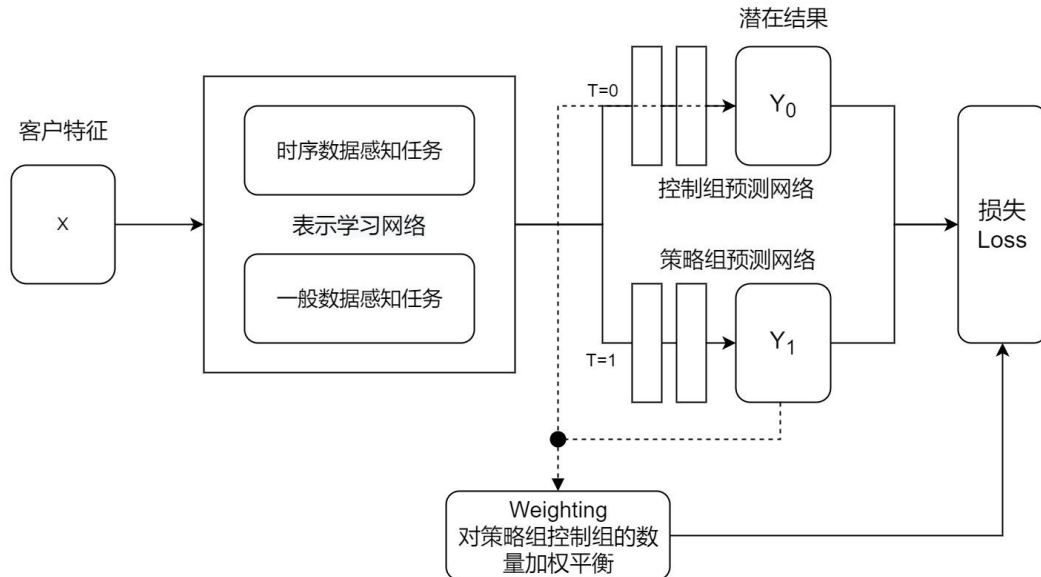 潜在结果
T=0
Y₀
客户特征
时序数据感知任务
控制组预测网络
X
表示学习网络
损失
Loss
策略组预测网络
一般数据感知任务
Y₁
T=1
Weighting
对策略组控制组的数
量加权平衡